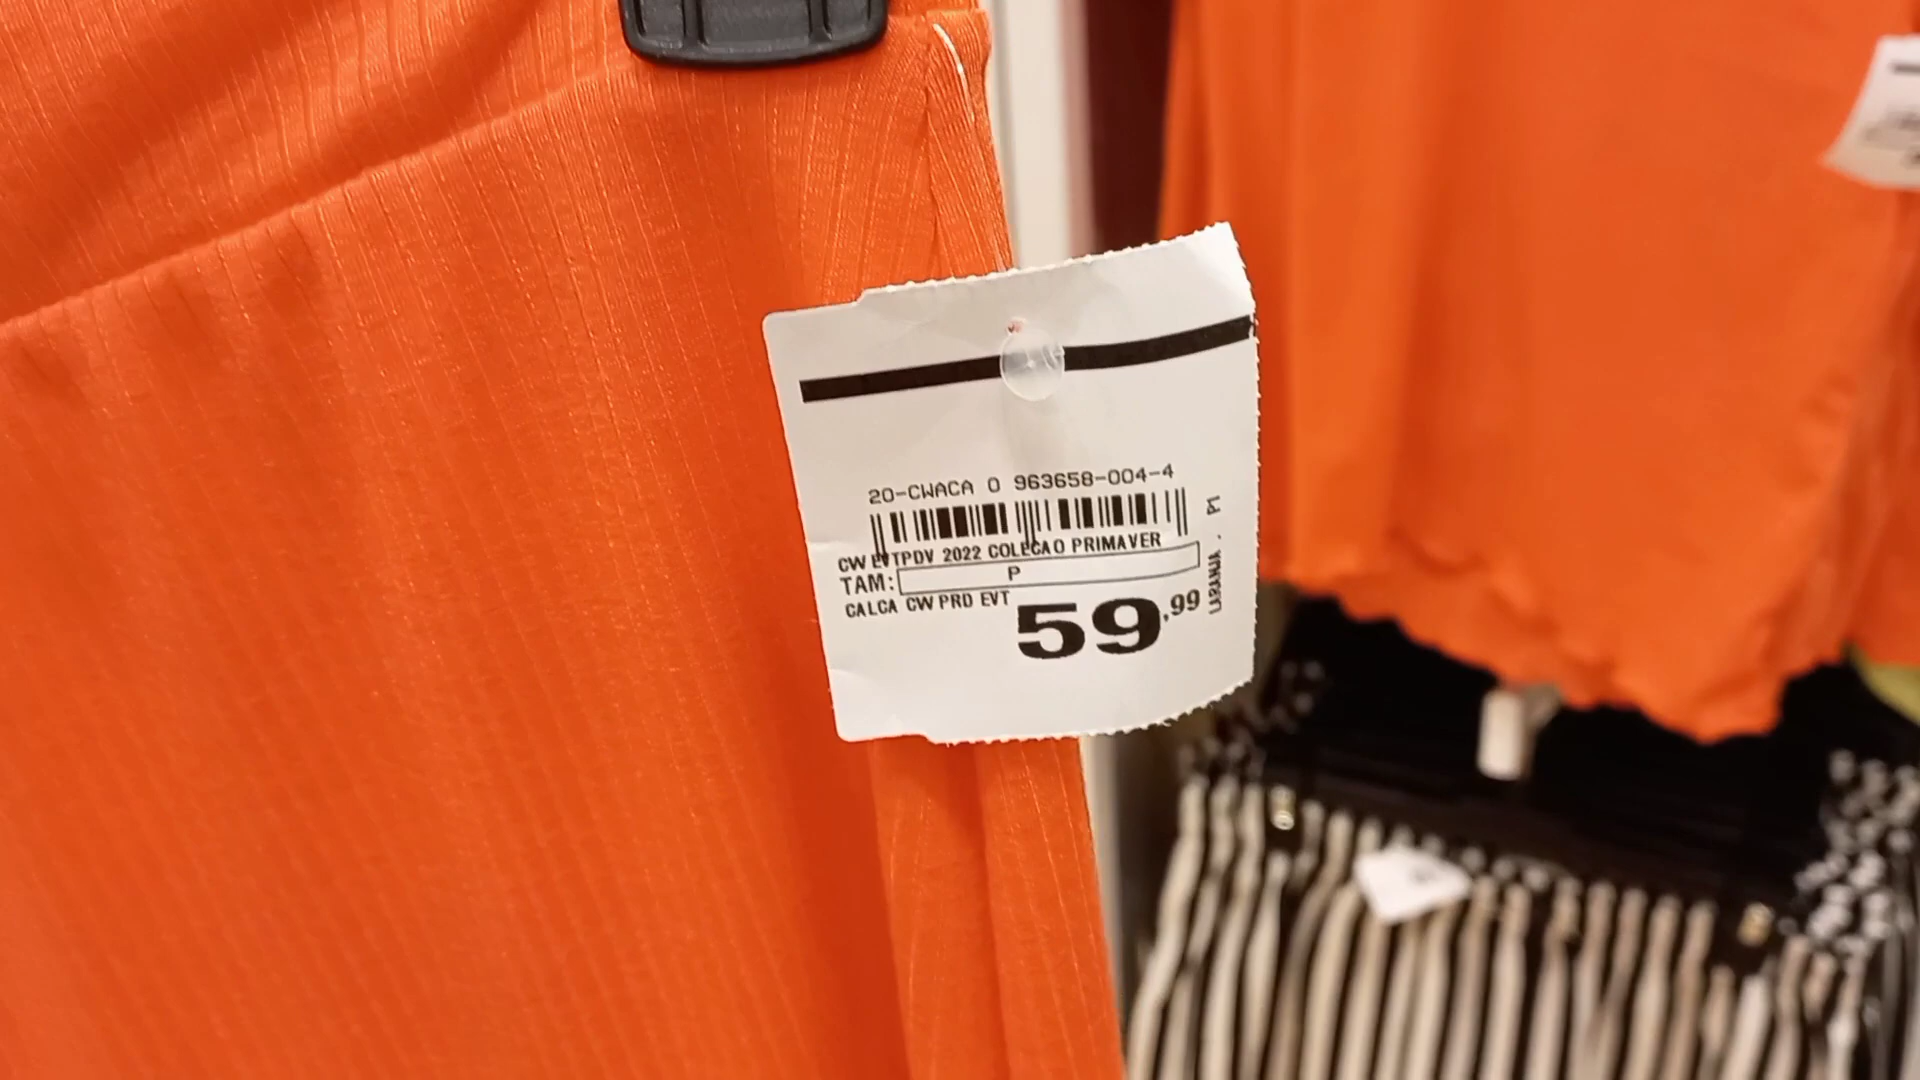 20-CWACA 0 963658-004-4
CW EVTPDV 2022 COLECAO PRIMAVER
TAM: P
CALCA CW PRD EVT
59,99
LARANJA . P1